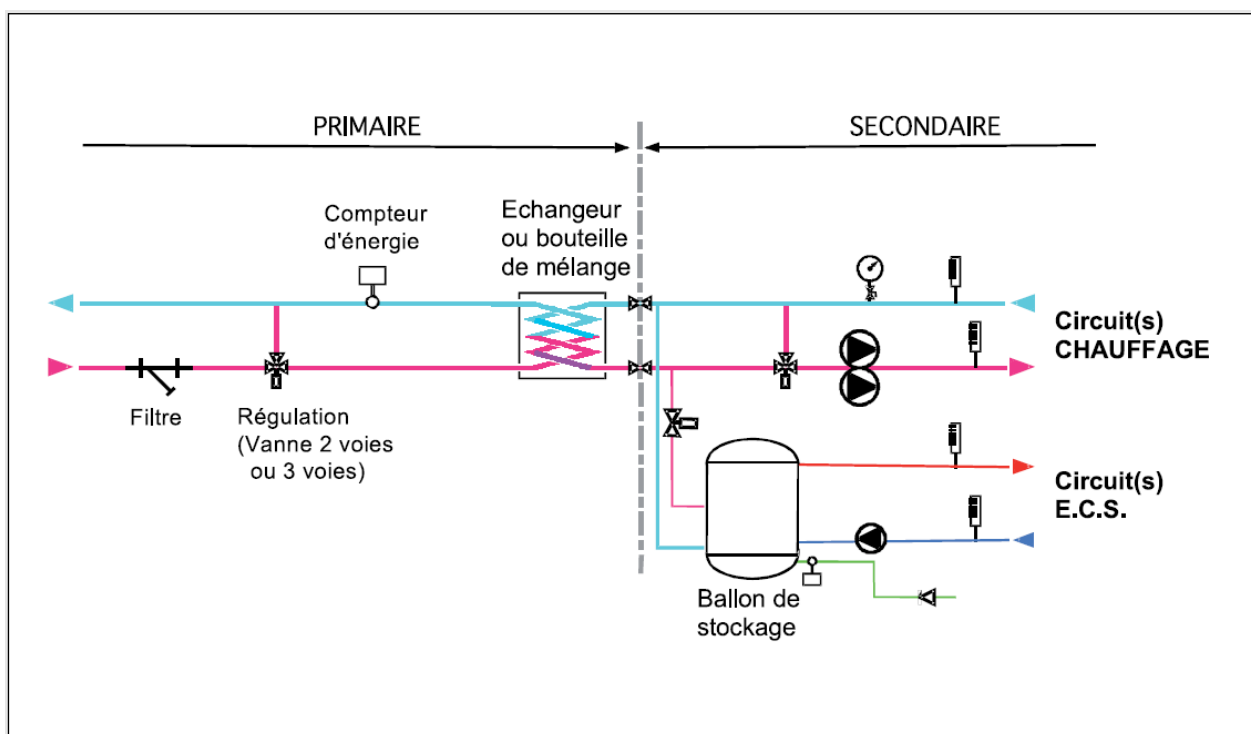 PRIMAIRE
SECONDAIRE
Compteur
d'énergie
Echangeur
ou bouteille
de mélange
Circuit(s)
CHAUFFAGE
Filtre
Régulation
(Vanne 2 voies
ou 3 voies)
Circuit(s)
E.C.S.
Ballon de
stockage